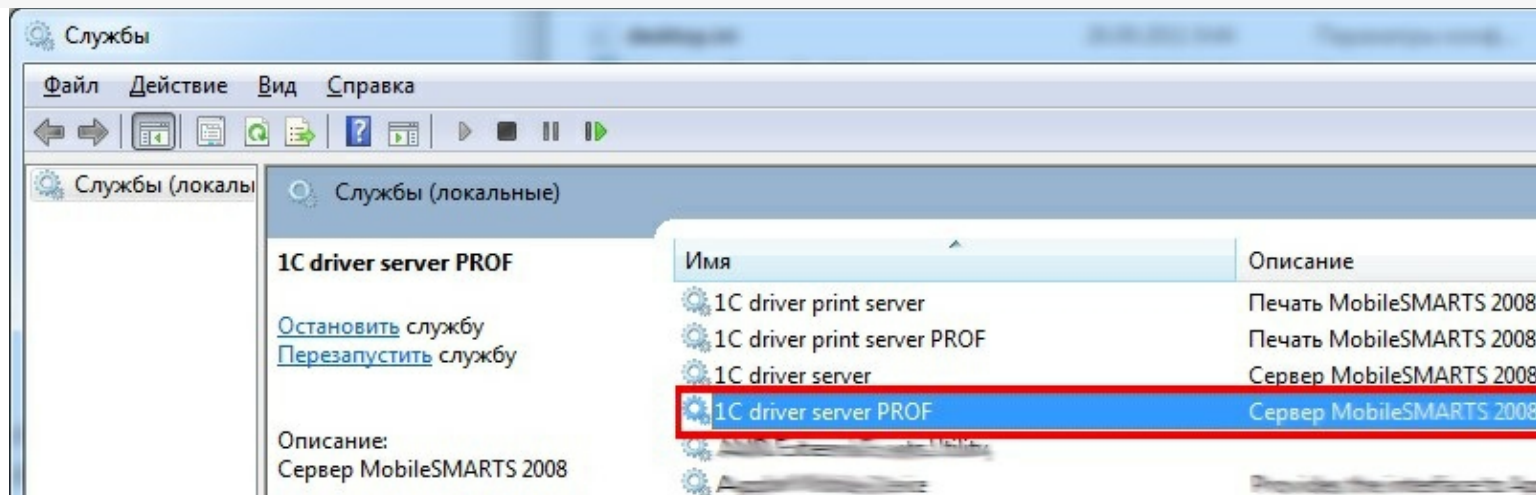 Службы
Файл Действие Вид Справка
Службы (локалы
Службы (локальные)
1C driver server PROF
Остановить службу
Перезапустить службу
Описание:
Сервер MobileSMARTS 2008
Имя Описание
1C driver print server Печать MobileSMARTS 2008
1C driver print server PROF Печать MobileSMARTS 2008
1C driver server Сервер MobileSMARTS 2008
1C driver server PROF Сервер MobileSMARTS 2008